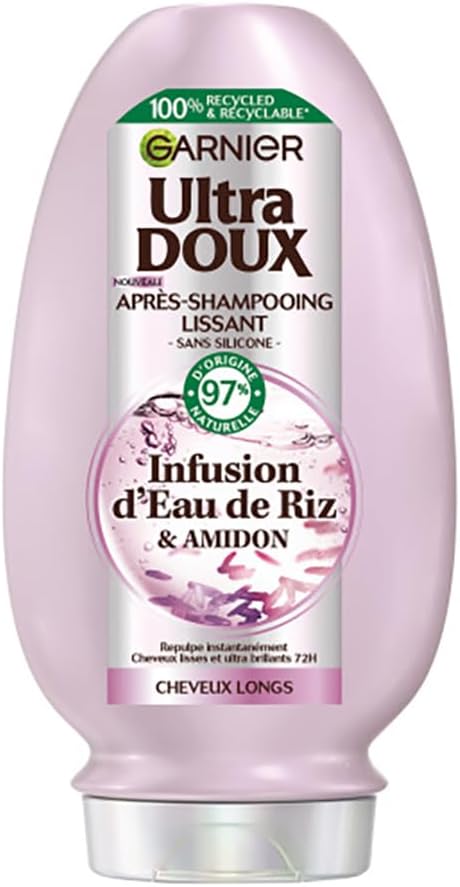 100% RECYCLED
& RECYCLABLE*
GARNIER
Ultra
DOUX
NOUVEAU
APRÈS-SHAMPOOING
LISSANT
- SANS SILICONE -
D'ORIGINE
97%
NATURELLE
Infusion
d'Eau de Riz
& AMIDON
Repulpe instantanément
Cheveux lisses et ultra brillants 72H
CHEVEUX LONGS